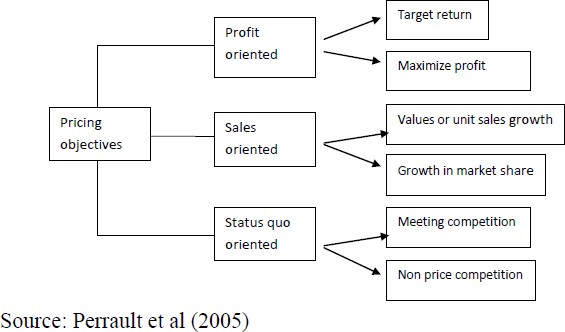 Pricing
objectives
Profit
oriented
Target return
Maximize profit
Sales
oriented
Values or unit sales growth
Growth in market share
Status quo
oriented
Meeting competition
Non price competition
Source: Perrault et al (2005)